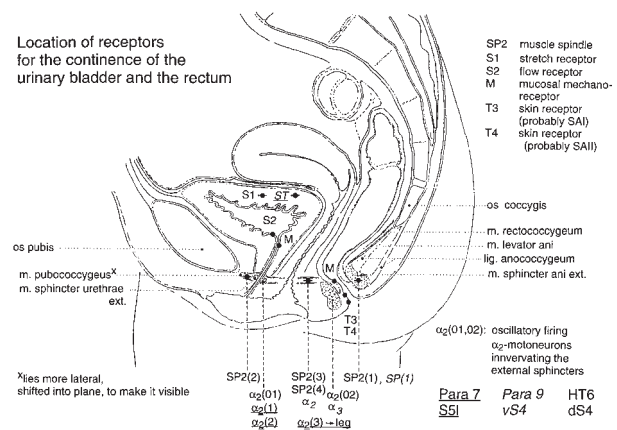 Location of receptors
for the continence of the
urinary bladder and the rectum
SP2 muscle spindle
S1 stretch receptor
S2 flow receptor
M mucosal mechano-
receptor
T3 skin receptor
(probably SAI)
T4 skin receptor
(probably SAII)
S1 ST
S2
M
os pubis
m. pubococcygeusˣ
m. sphincter urethrae
ext.
os coccygis
m. rectococcygeum
m. levator ani
lig. anococcygeum
m. sphincter ani ext.
M
T3
T4
α₂(01,02): oscillatory firing
α₂-motoneurons
innvervating the
external sphincters
ˣlies more lateral,
shifted into plane, to make it visible
SP2(2) SP2(3) SP2(1), SP(1)
α₂(01) SP2(4) α₂(02)
α₂(1) α₂ α₃
α₂(2) α₂(3)→leg
Para 7 Para 9 HT6
S5l vS4 dS4